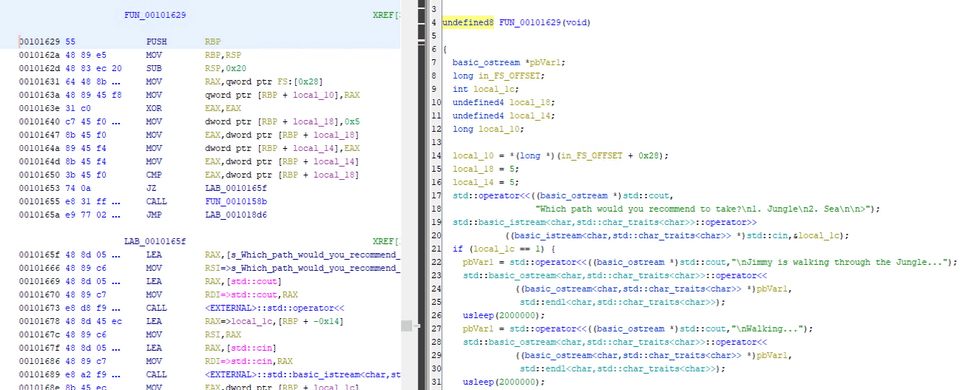 FUN_00101629 XREF[
00101629 55 PUSH RBP
0010162a 48 89 e5 MOV RBP,RSP
0010162d 48 83 ec 20 SUB RSP,0x20
00101631 64 48 8b ... MOV RAX,qword ptr FS:[0x28]
0010163a 48 89 45 f8 MOV qword ptr [RBP + local_10],RAX
0010163e 31 c0 XOR EAX,EAX
00101640 c7 45 f0 ... MOV dword ptr [RBP + local_18],0x5
00101647 8b 45 f0 MOV EAX,dword ptr [RBP + local_18]
0010164a 89 45 f4 MOV dword ptr [RBP + local_14],EAX
0010164d 8b 45 f4 MOV EAX,dword ptr [RBP + local_14]
00101650 3b 45 f0 CMP EAX,dword ptr [RBP + local_18]
00101653 74 0a JZ LAB_0010165f
00101655 e8 31 ff ... CALL FUN_0010158b
0010165a e9 77 02 ... JMP LAB_001018d6
LAB_0010165f XREF[
0010165f 48 8d 05 ... LEA RAX,[s_Which_path_would_you_recommend_
00101666 48 89 c6 MOV RSI=>s_Which_path_would_you_recommend_
00101669 48 8d 05 ... LEA RAX,[std::cout]
00101670 48 89 c7 MOV RDI=>std::cout,RAX
00101673 e8 d8 f9 ... CALL <EXTERNAL>::std::operator<<
00101678 48 8d 45 ec LEA RAX=>local_1c,[RBP + -0x14]
0010167c 48 89 c6 MOV RSI,RAX
0010167f 48 8d 05 ... LEA RAX,[std::cin]
00101686 48 89 c7 MOV RDI=>std::cin,RAX
00101689 e8 a2 f9 ... CALL <EXTERNAL>::std::basic_istream<char,st
0010168e 8b 45 ec MOV EAX,dword ptr [RBP + local_1c]
3
4 undefined8 FUN_00101629(void)
5
6 {
7 basic_ostream *pbVar1;
8 long in_FS_OFFSET;
9 int local_1c;
10 undefined4 local_18;
11 undefined4 local_14;
12 long local_10;
13
14 local_10 = *(long *)(in_FS_OFFSET + 0x28);
15 local_18 = 5;
16 local_14 = 5;
17 std::operator<<((basic_ostream *)std::cout,
18 "Which path would you recommend to take?\n1. Jungle\n2. Sea\n\n>");
19 std::basic_istream<char,std::char_traits<char>>::operator>>
20 ((basic_istream<char,std::char_traits<char>> *)std::cin,&local_1c);
21 if (local_1c == 1) {
22 pbVar1 = std::operator<<((basic_ostream *)std::cout,"\nJimmy is walking through the Jungle...");
23 std::basic_ostream<char,std::char_traits<char>>::operator<<
24 ((basic_ostream<char,std::char_traits<char>> *)pbVar1,
25 std::endl<char,std::char_traits<char>>);
26 usleep(2000000);
27 pbVar1 = std::operator<<((basic_ostream *)std::cout,"\nWalking...");
28 std::basic_ostream<char,std::char_traits<char>>::operator<<
29 ((basic_ostream<char,std::char_traits<char>> *)pbVar1,
30 std::endl<char,std::char_traits<char>>);
31 usleep(2000000);